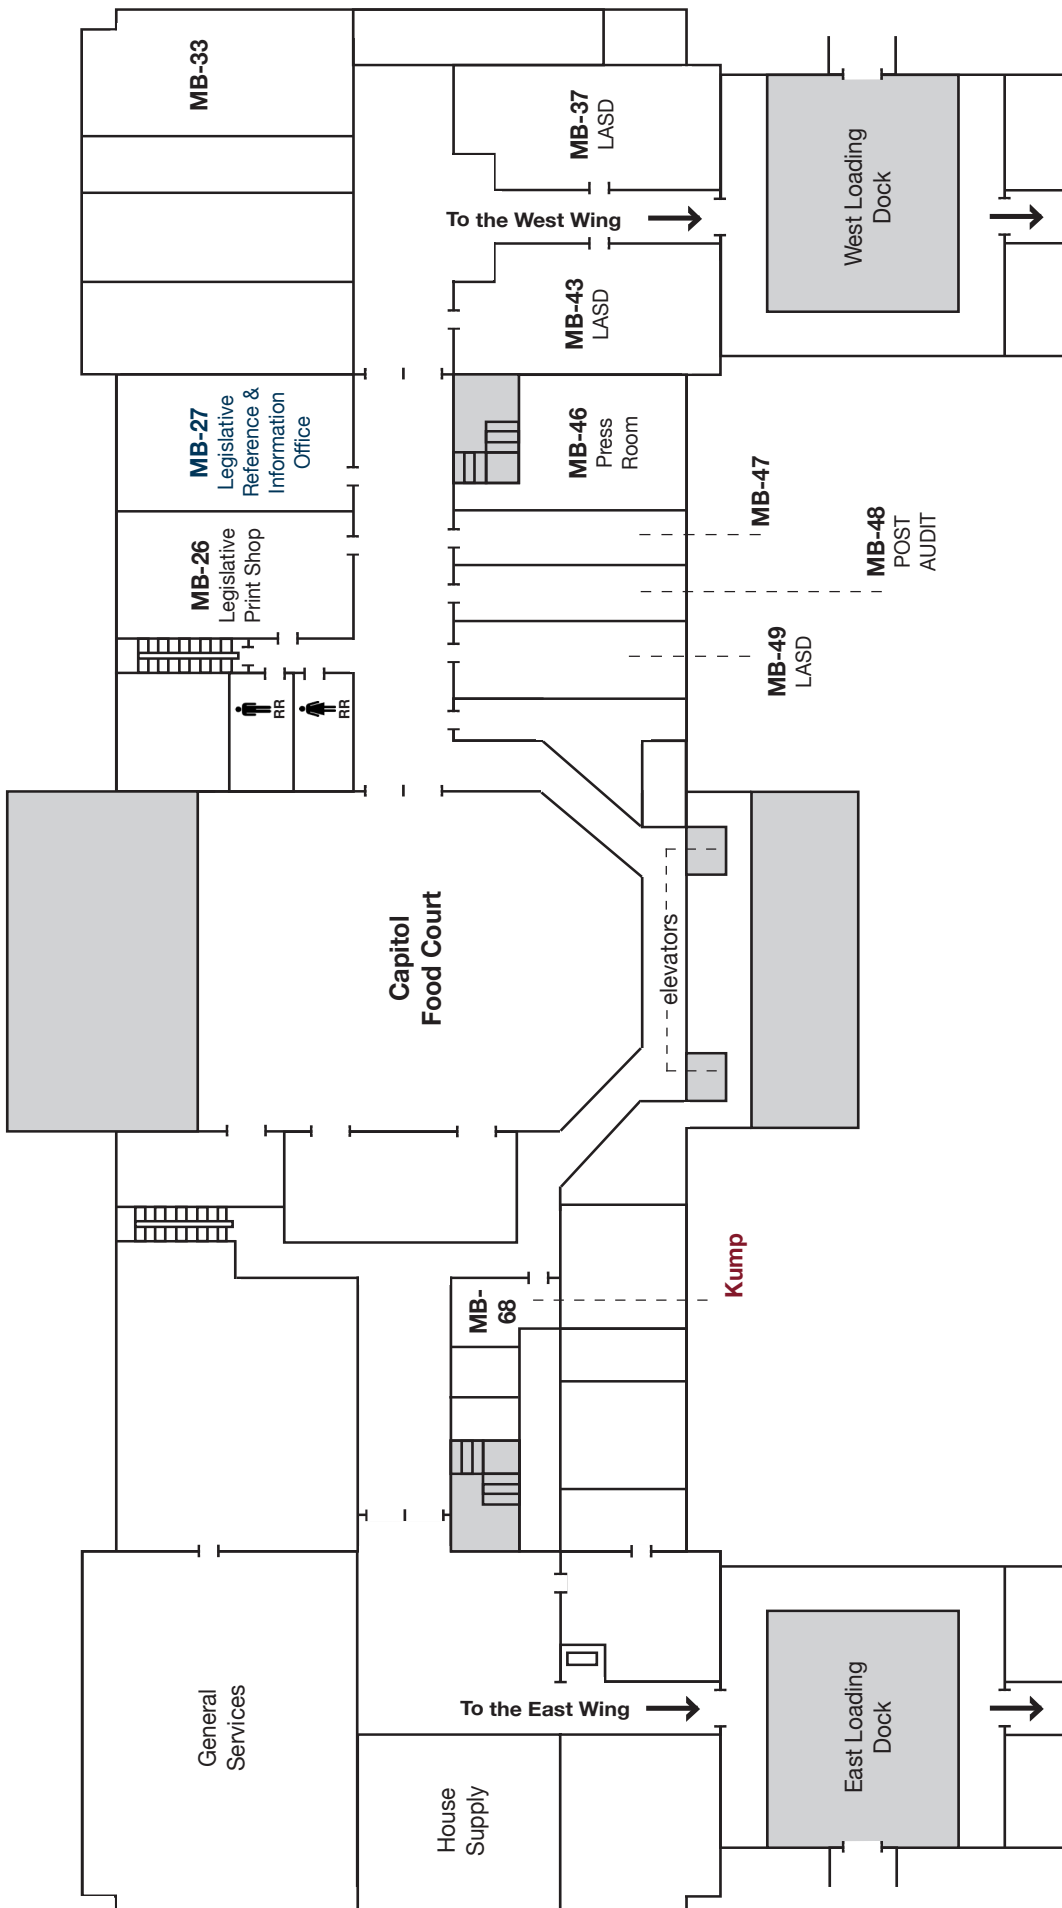 MB-33
MB-37
LASD
To the West Wing
West Loading
Dock
MB-43
LASD
MB-27
Legislative
Reference &
Information
Office
MB-46
Press
Room
MB-47
MB-26
Legislative
Print Shop
MB-48
POST
AUDIT
MB-49
LASD
RR
RR
Capitol
Food Court
elevators
MB-
68
Kump
General
Services
To the East Wing
East Loading
Dock
House
Supply